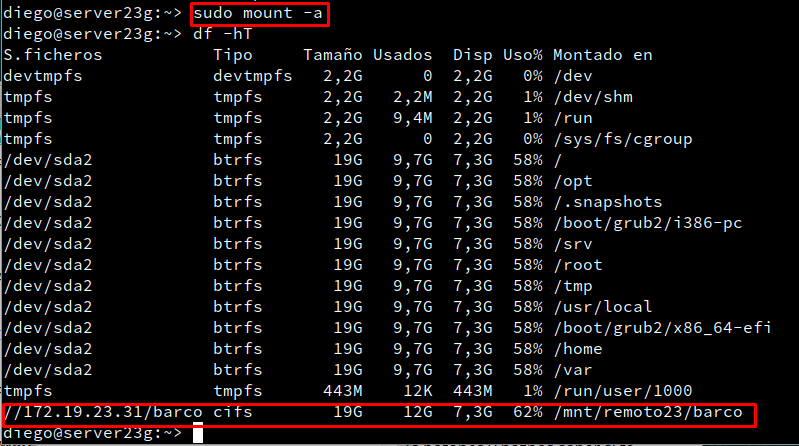 diego@server23g:~> sudo mount -a
diego@server23g:~> df -hT
S.ficheros Tipo Tamaño Usados Disp Uso% Montado en
devtmpfs devtmpfs 2,2G 0 2,2G 0% /dev
tmpfs tmpfs 2,2G 2,2M 2,2G 1% /dev/shm
tmpfs tmpfs 2,2G 9,4M 2,2G 1% /run
tmpfs tmpfs 2,2G 0 2,2G 0% /sys/fs/cgroup
/dev/sda2 btrfs 19G 9,7G 7,3G 58% /
/dev/sda2 btrfs 19G 9,7G 7,3G 58% /opt
/dev/sda2 btrfs 19G 9,7G 7,3G 58% /.snapshots
/dev/sda2 btrfs 19G 9,7G 7,3G 58% /boot/grub2/i386-pc
/dev/sda2 btrfs 19G 9,7G 7,3G 58% /srv
/dev/sda2 btrfs 19G 9,7G 7,3G 58% /root
/dev/sda2 btrfs 19G 9,7G 7,3G 58% /tmp
/dev/sda2 btrfs 19G 9,7G 7,3G 58% /usr/local
/dev/sda2 btrfs 19G 9,7G 7,3G 58% /boot/grub2/x86_64-efi
/dev/sda2 btrfs 19G 9,7G 7,3G 58% /home
/dev/sda2 btrfs 19G 9,7G 7,3G 58% /var
tmpfs tmpfs 443M 12K 443M 1% /run/user/1000
//172.19.23.31/barco cifs 19G 12G 7,3G 62% /mnt/remoto23/barco
diego@server23g:~>